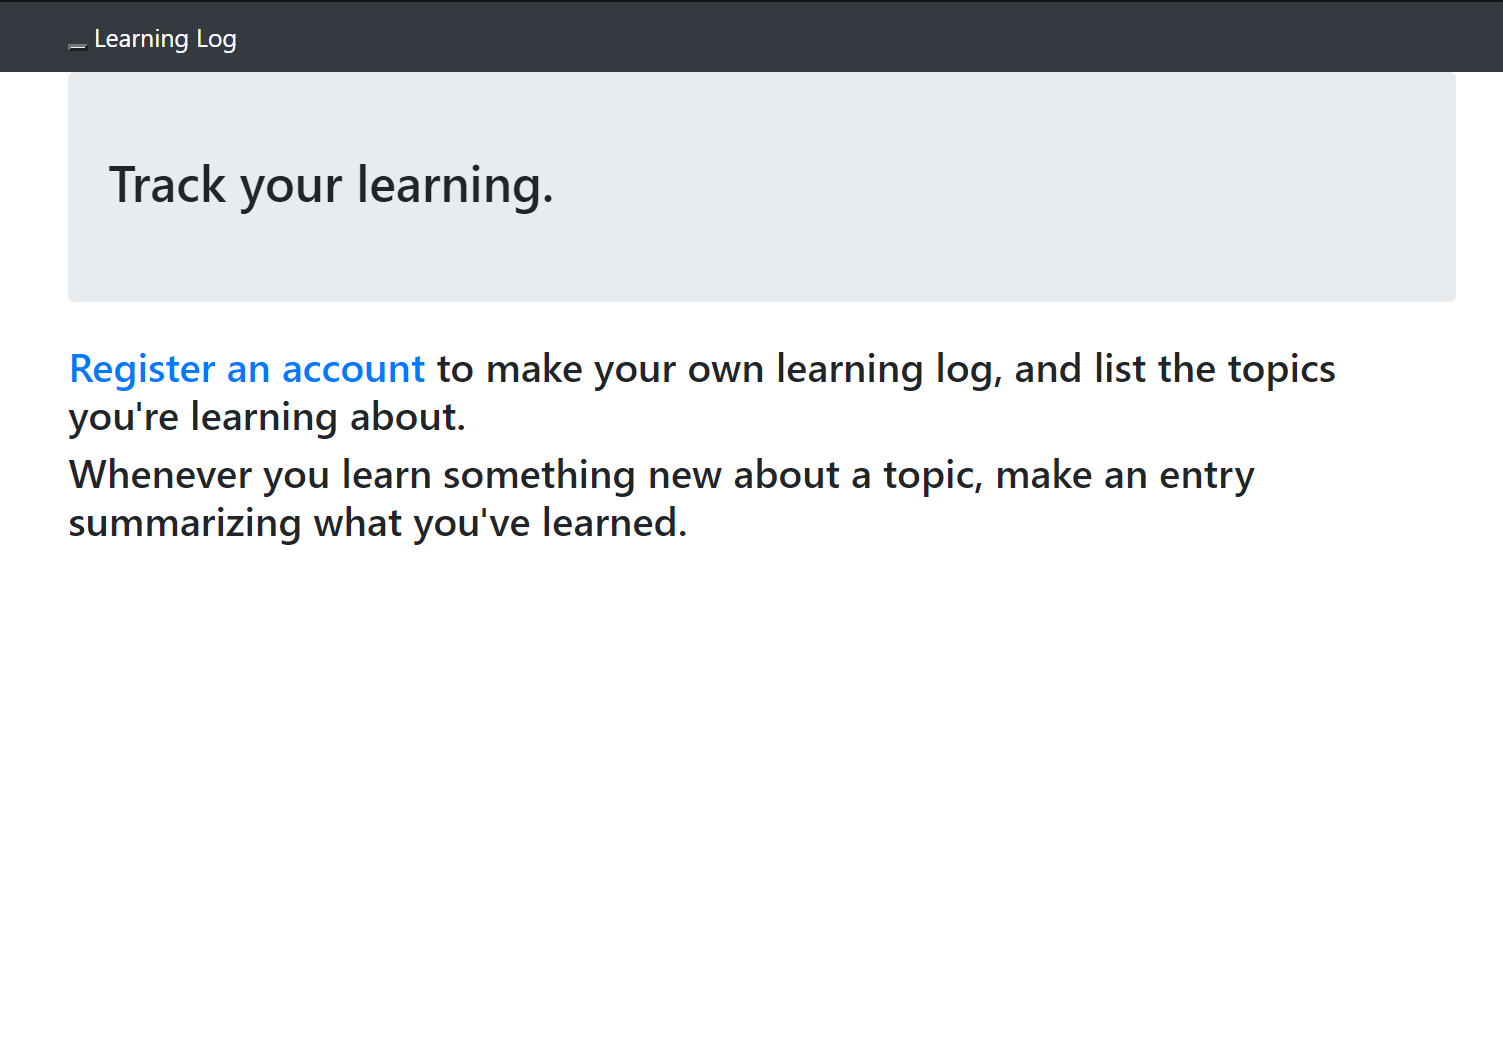 Learning Log
Track your learning.
Register an account to make your own learning log, and list the topics
you're learning about.
Whenever you learn something new about a topic, make an entry
summarizing what you've learned.